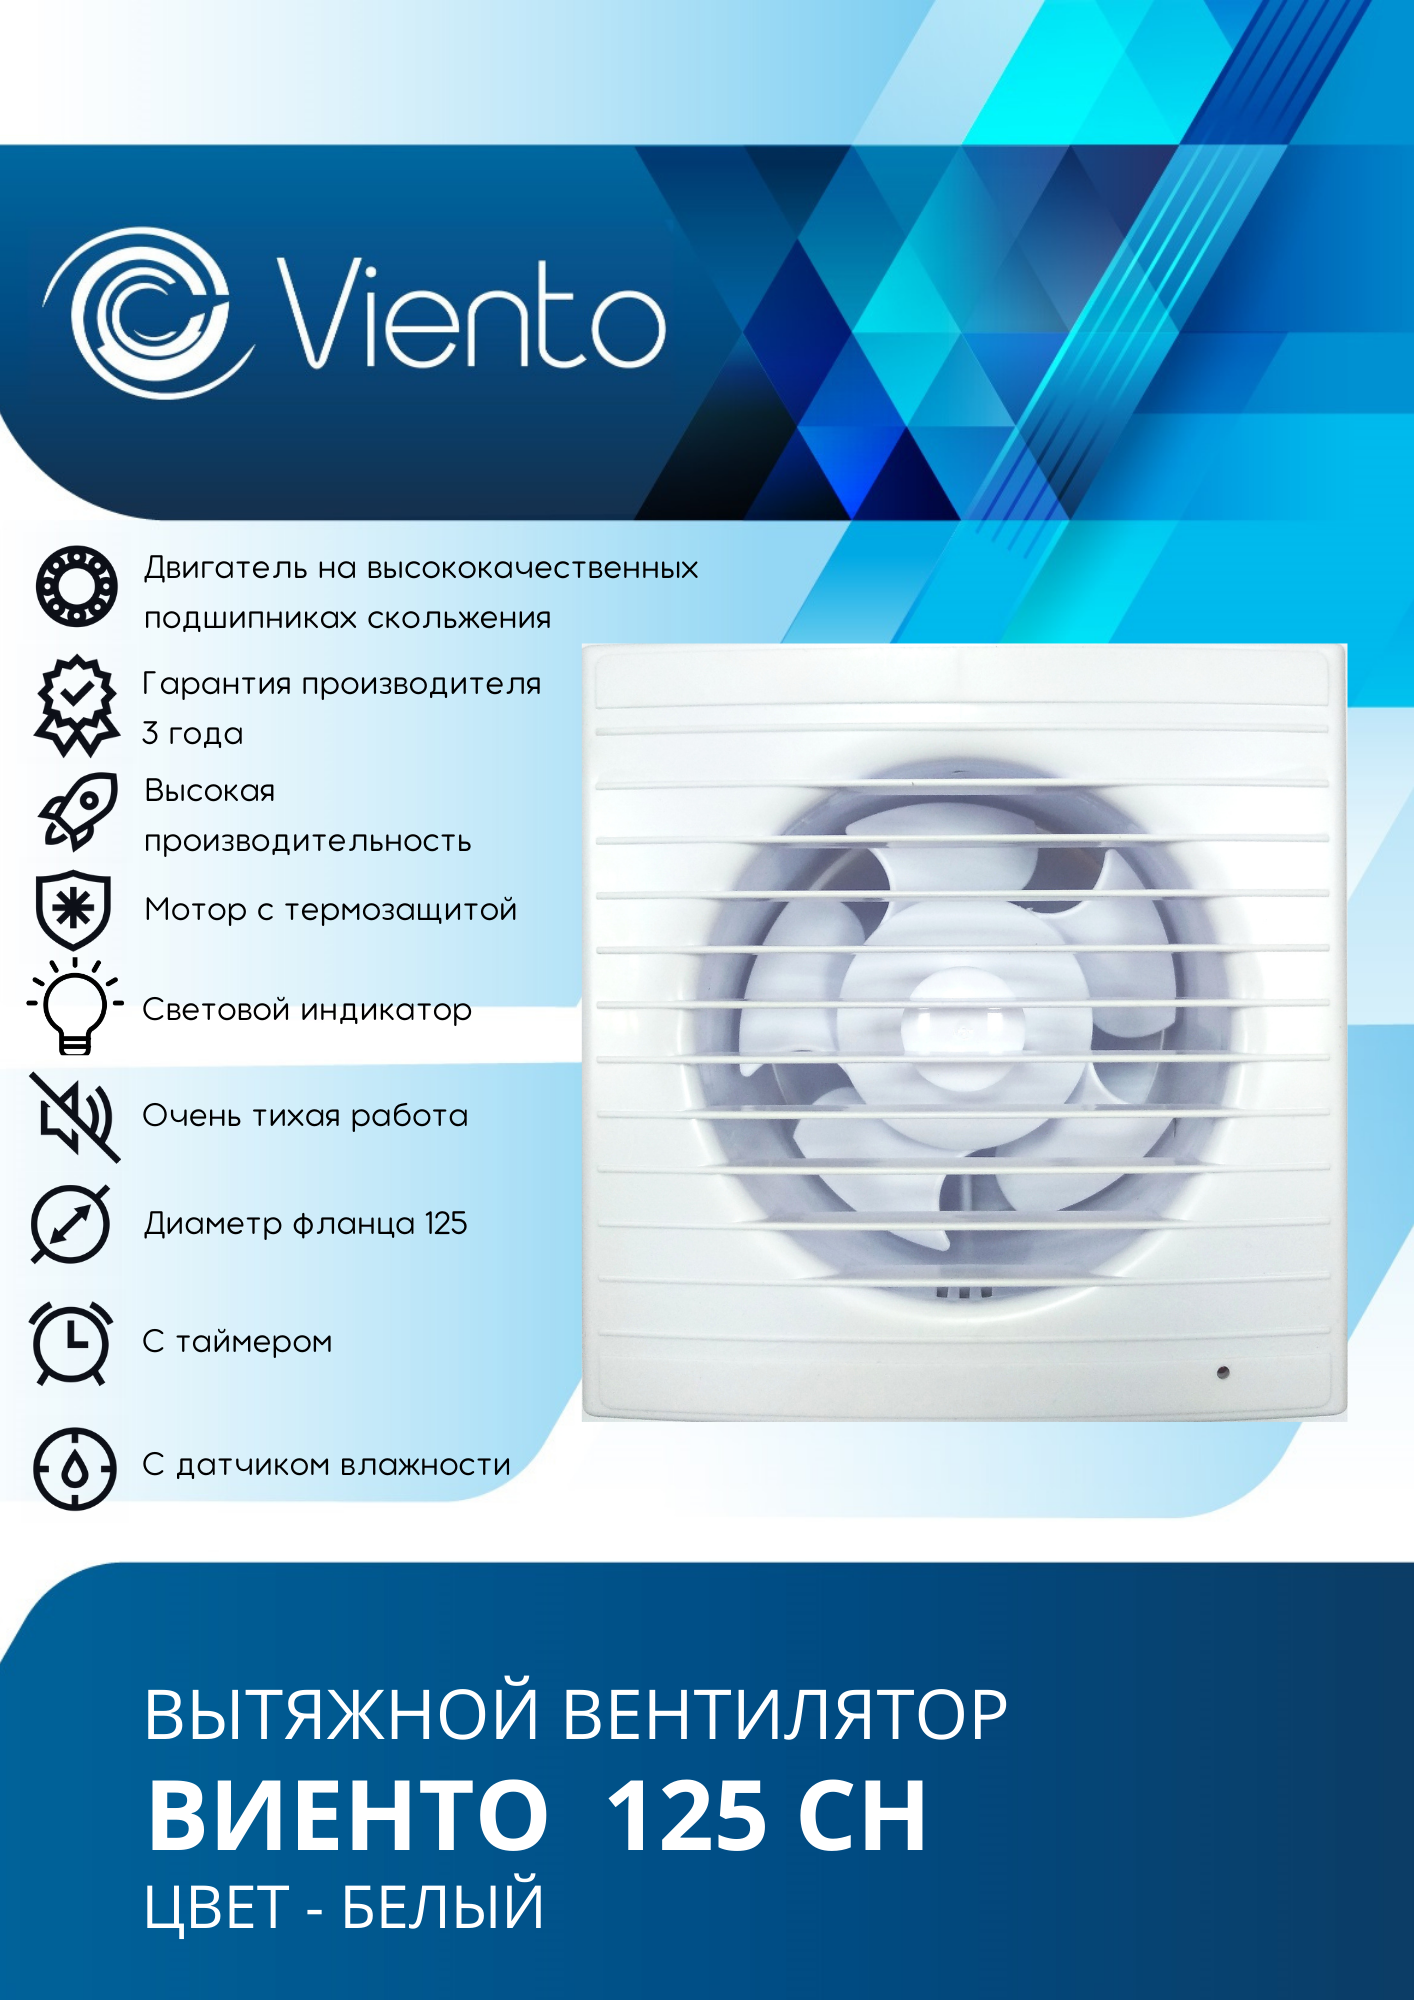 Viento
Двигатель на высококачественных
подшипниках скольжения
Гарантия производителя
3 года
Высокая
производительность
Мотор с термозащитой
Световой индикатор
Очень тихая работа
Диаметр фланца 125
С таймером
С датчиком влажности
ВЫТЯЖНОЙ ВЕНТИЛЯТОР
ВИЕНТО 125 СН
ЦВЕТ - БЕЛЫЙ